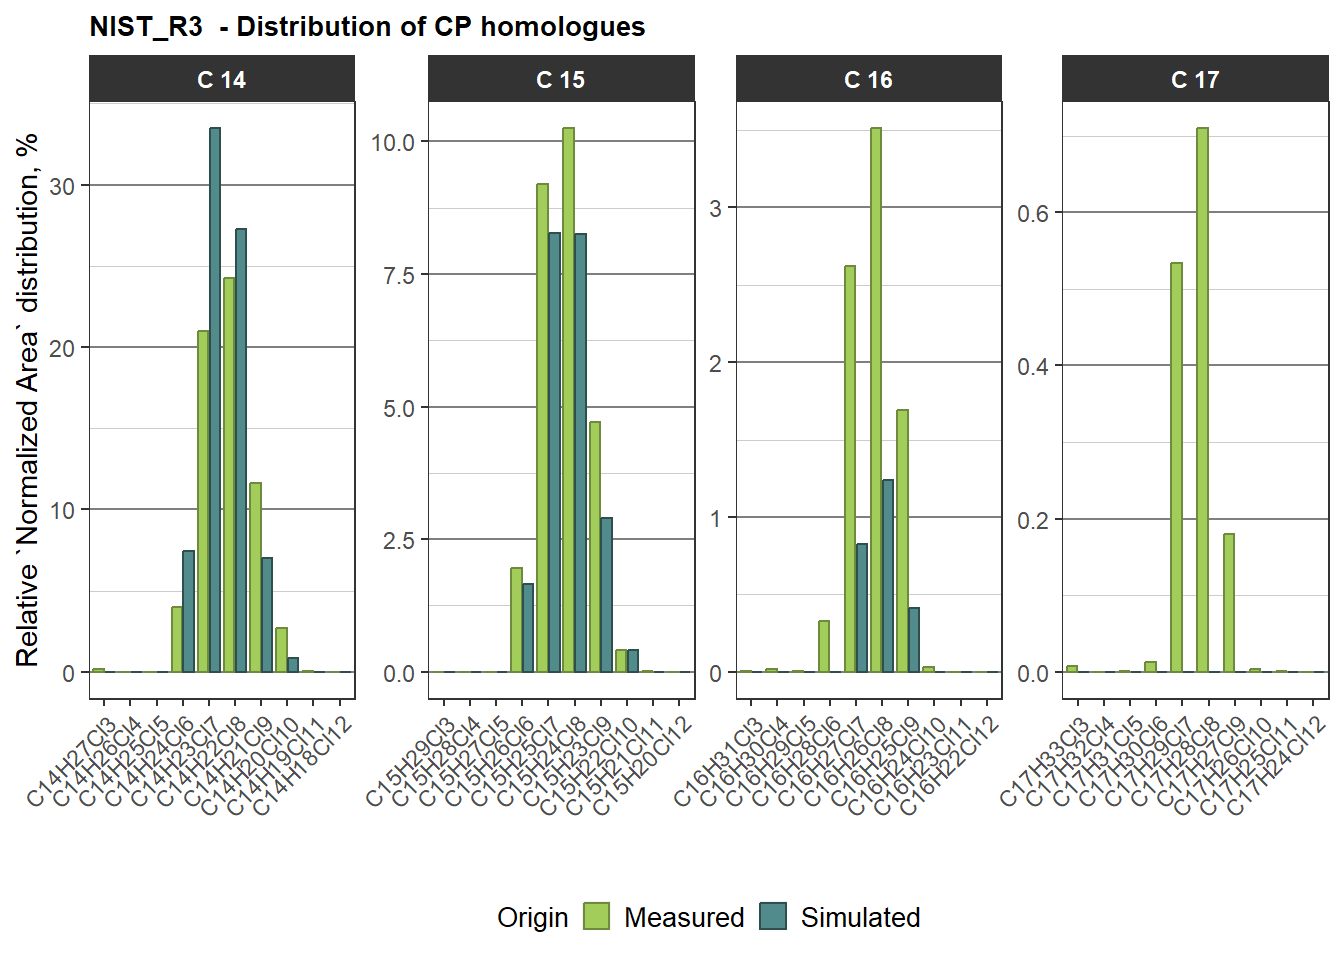 NIST_R3  - Distribution of CP homologues
C 14
C 15
C 16
C 17
Relative `Normalized Area` distribution, %
30
20
10
0
10.0
7.5
5.0
2.5
0.0
3
2
1
0
0.6
0.4
0.2
0.0
C14H27Cl3
C14H26Cl4
C14H25Cl5
C14H24Cl6
C14H23Cl7
C14H22Cl8
C14H21Cl9
C14H20Cl10
C14H19Cl11
C14H18Cl12
C15H29Cl3
C15H28Cl4
C15H27Cl5
C15H26Cl6
C15H25Cl7
C15H24Cl8
C15H23Cl9
C15H22Cl10
C15H21Cl11
C15H20Cl12
C16H31Cl3
C16H30Cl4
C16H29Cl5
C16H28Cl6
C16H27Cl7
C16H26Cl8
C16H25Cl9
C16H24Cl10
C16H23Cl11
C16H22Cl12
C17H33Cl3
C17H32Cl4
C17H31Cl5
C17H30Cl6
C17H29Cl7
C17H28Cl8
C17H27Cl9
C17H26Cl10
C17H25Cl11
C17H24Cl12
Origin Measured Simulated